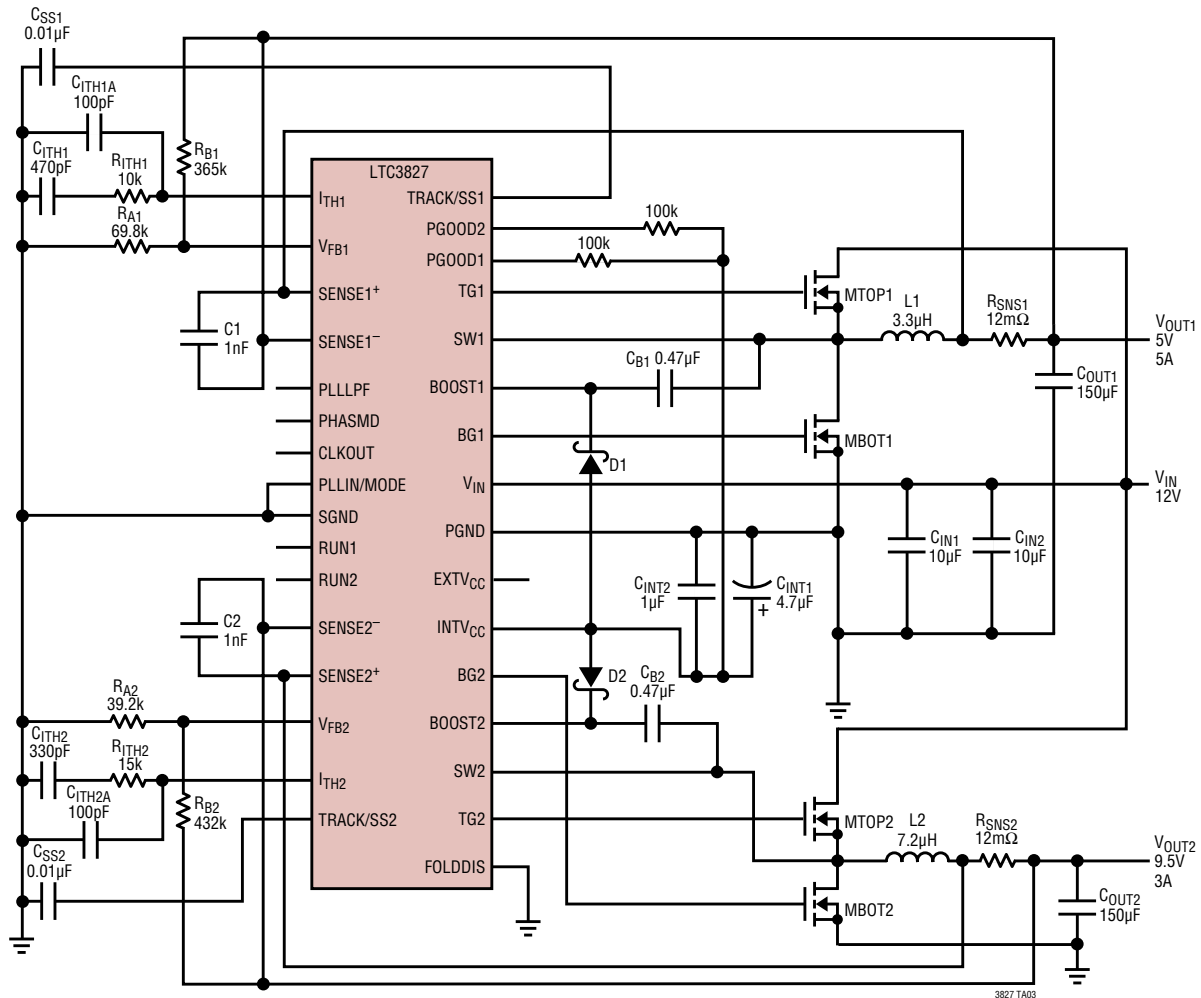 CSS1
0.01µF
CITH1A
100pF
CITH1
470pF
RITH1
10k
RA1
69.8k
RB1
365k
LTC3827
ITH1
VFB1
SENSE1+
SENSE1–
PLLLPF
PHASMD
CLKOUT
PLLIN/MODE
SGND
RUN1
RUN2
SENSE2–
SENSE2+
VFB2
ITH2
TRACK/SS2
TRACK/SS1
PGOOD2
PGOOD1
TG1
SW1
BOOST1
BG1
VIN
PGND
EXTVCC
INTVCC
BG2
BOOST2
SW2
TG2
FOLDDIS
C1
1nF
C2
1nF
RA2
39.2k
CITH2
330pF
RITH2
15k
CITH2A
100pF
CSS2
0.01µF
RB2
432k
100k
100k
MTOP1
L1
3.3µH
RSNS1
12mΩ
VOUT1
5V
5A
CB1 0.47µF
COUT1
150µF
MBOT1
D1
VIN
12V
CIN1
10µF
CIN2
10µF
CINT2
1µF
CINT1
4.7µF
+
D2
CB2
0.47µF
MTOP2
L2
7.2µH
RSNS2
12mΩ
VOUT2
9.5V
3A
MBOT2
COUT2
150µF
3827 TA03